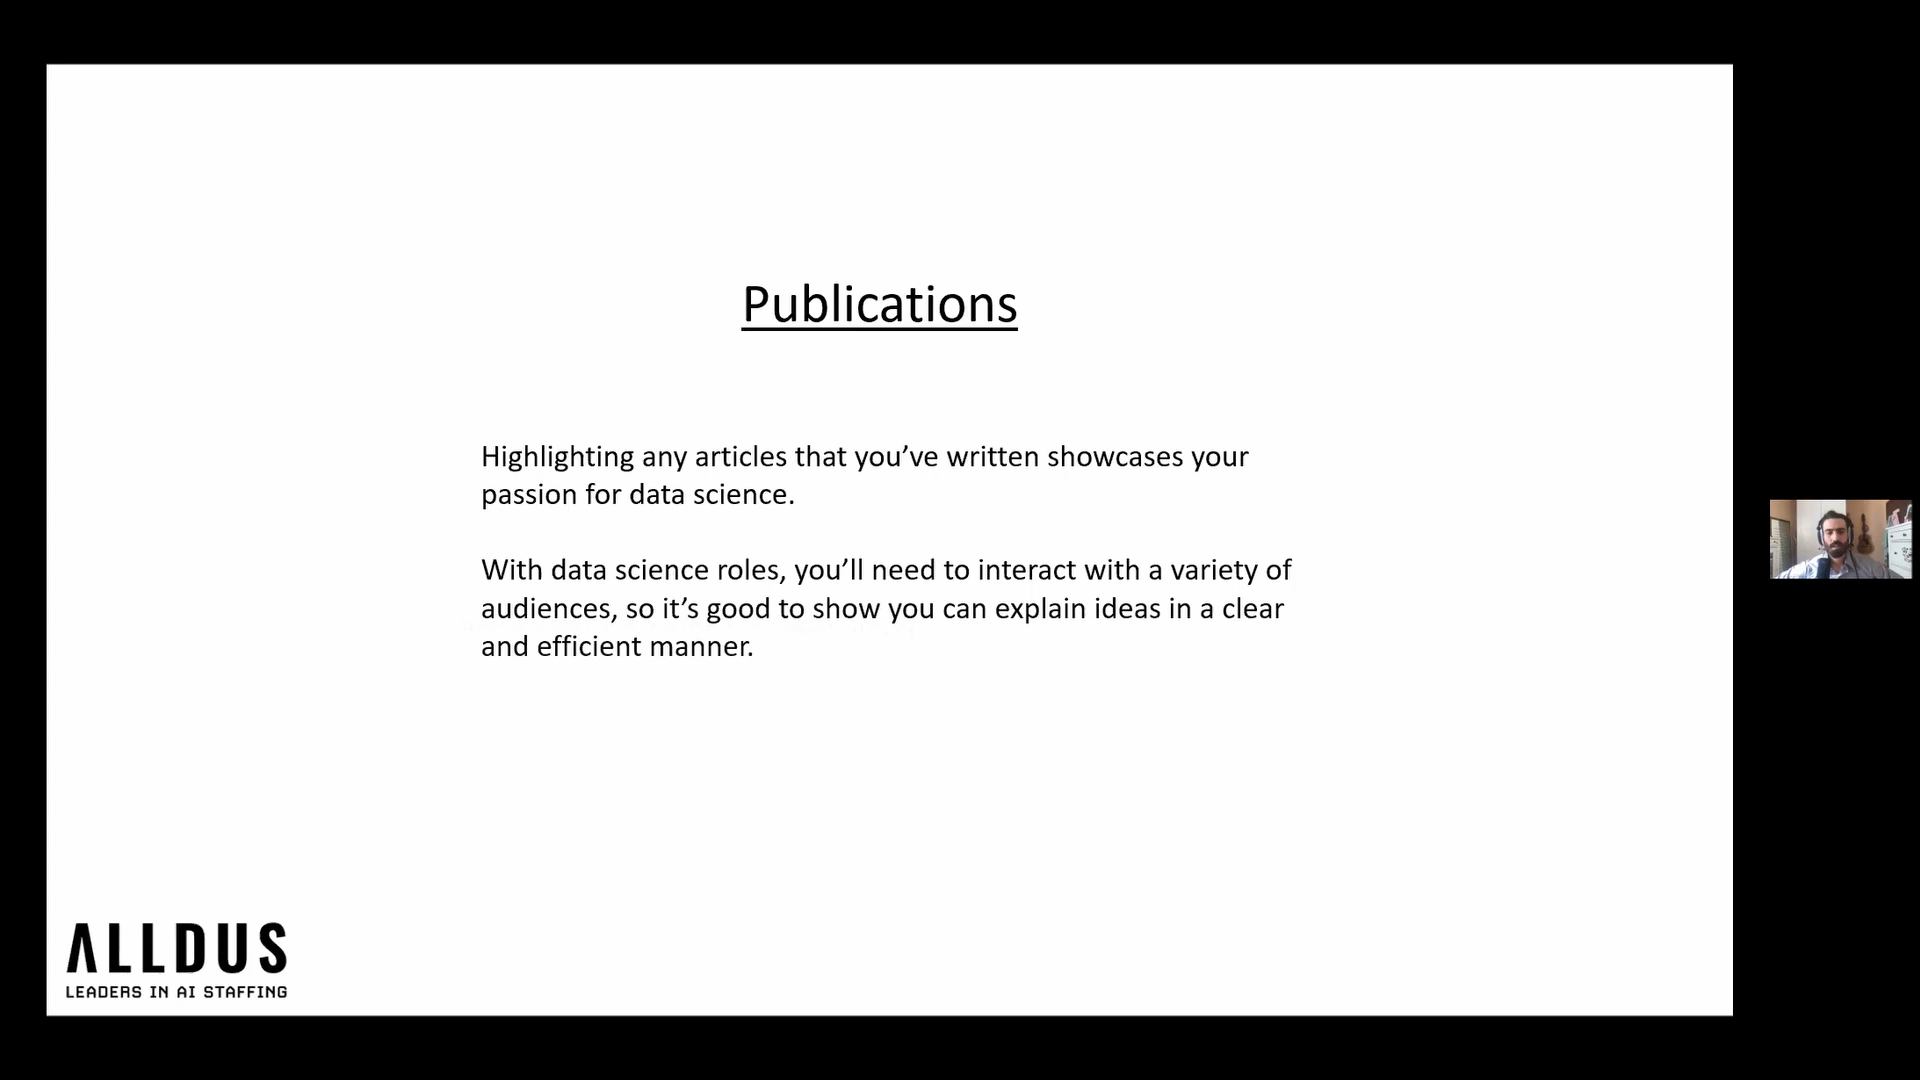 Publications
Highlighting any articles that you’ve written showcases your
passion for data science.
With data science roles, you’ll need to interact with a variety of
audiences, so it’s good to show you can explain ideas in a clear
and efficient manner.
ALLDUS
LEADERS IN AI STAFFING